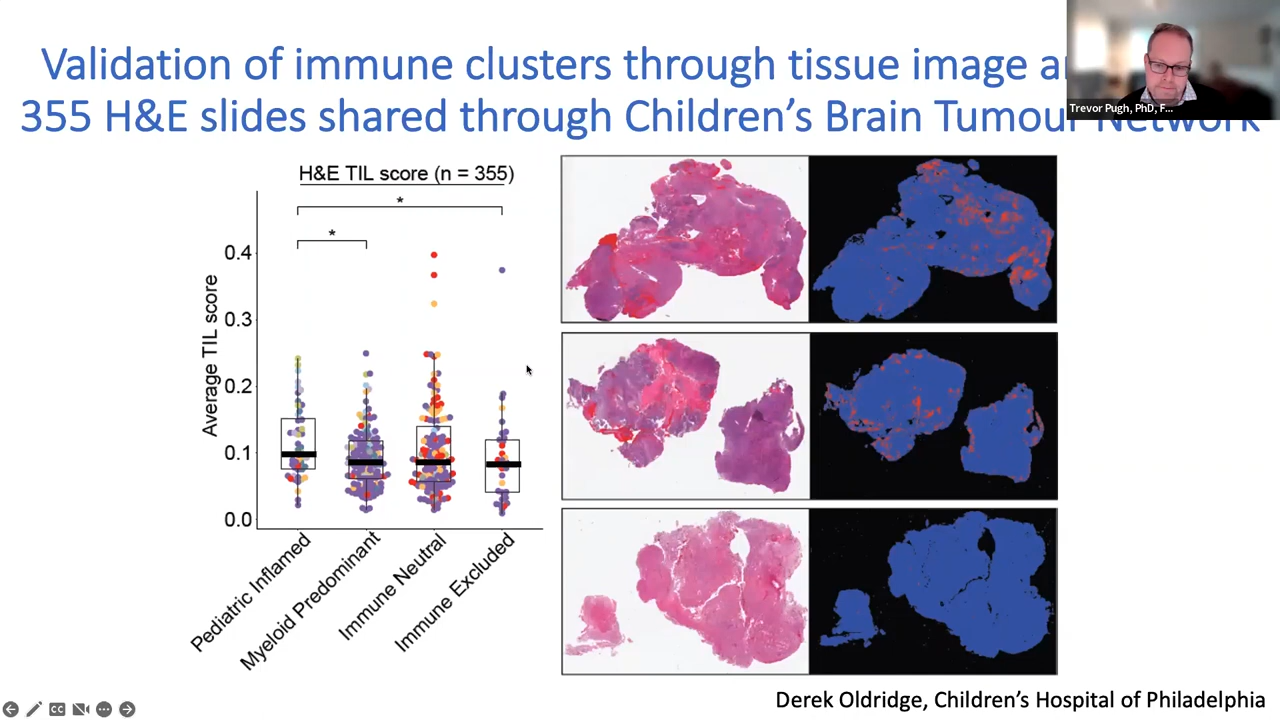 Validation of immune clusters through tissue image
355 H&E slides shared through Children's Brain Tumour Network
Trevor Pugh, PhD, F...
H&E TIL score (n = 355)
*
*
Average TIL score
0.4
0.3
0.2
0.1
0.0
Pediatric Inflamed
Myeloid Predominant
Immune Neutral
Immune Excluded
CC
Derek Oldridge, Children's Hospital of Philadelphia